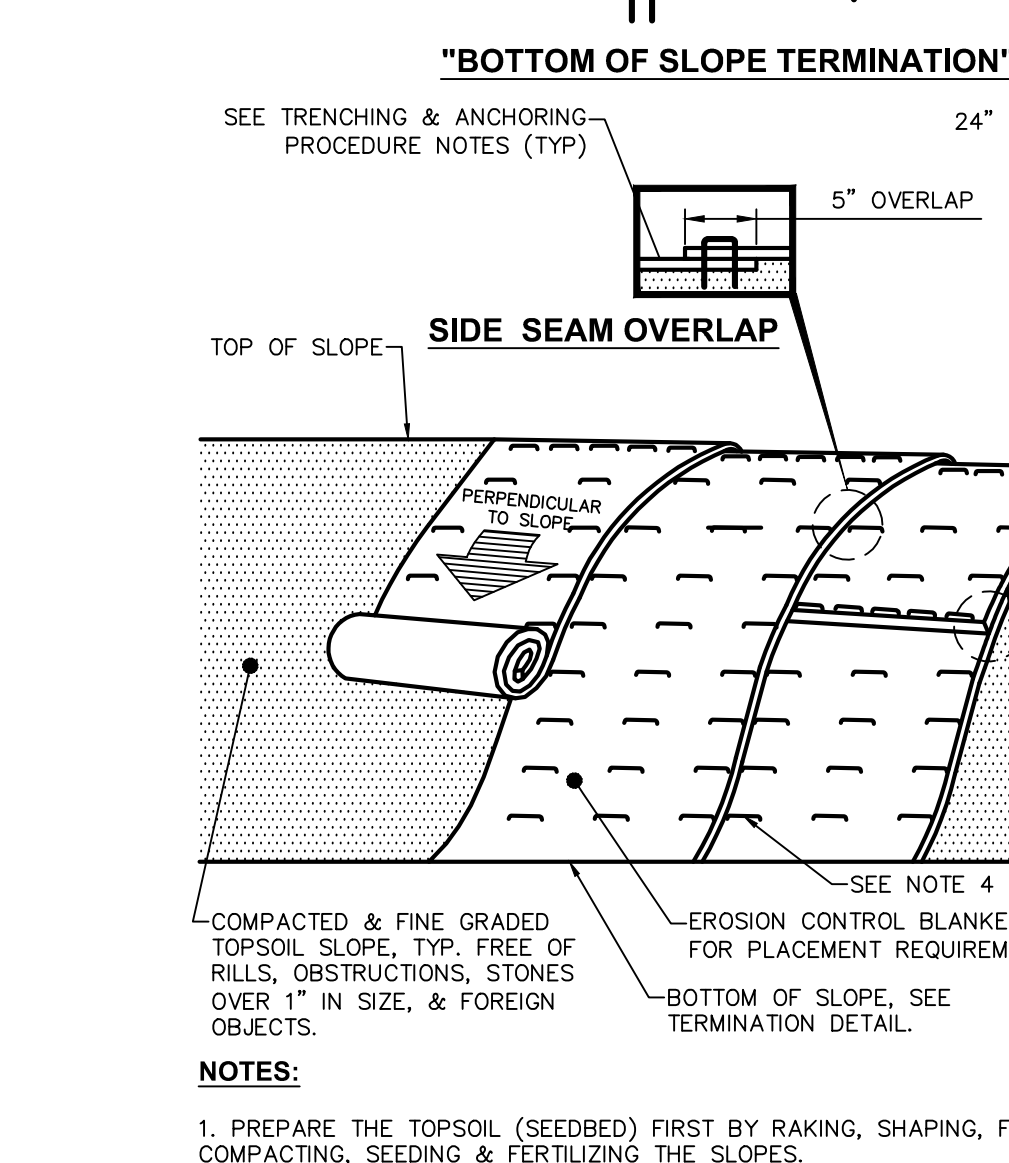 "BOTTOM OF SLOPE TERMINATION"
SEE TRENCHING & ANCHORING
PROCEDURE NOTES (TYP)
24"
5" OVERLAP
SIDE SEAM OVERLAP
TOP OF SLOPE
PERPENDICULAR
TO SLOPE
SEE NOTE 4
COMPACTED & FINE GRADED
TOPSOIL SLOPE, TYP. FREE OF
RILLS, OBSTRUCTIONS, STONES
OVER 1" IN SIZE, & FOREIGN
OBJECTS.
EROSION CONTROL
FOR PLACEMENT
BOTTOM OF SLOPE, SEE
TERMINATION DETAIL.
NOTES:
1. PREPARE THE TOPSOIL (SEEDBED) FIRST BY RAKING, SHAPING,
COMPACTING, SEEDING & FERTILIZING THE SLOPES.